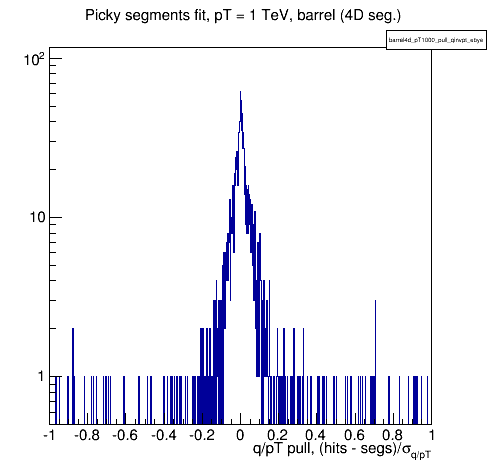 Picky segments fit, pT = 1 TeV, barrel (4D seg.)
barrel4d_pT1000_pull_qinvpt_sbye
10²
10
1
-1 -0.8 -0.6 -0.4 -0.2 0 0.2 0.4 0.6 0.8 1
q/pT pull, (hits - segs)/σ_q/pT